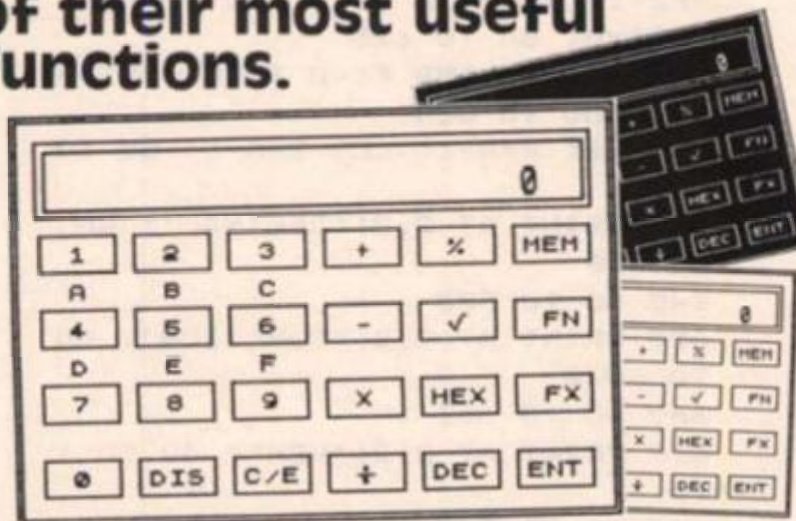 of their most useful
unctions.
0
1 2 3 + % MEM
A B C
4 5 6 - √ FN
D E F
7 8 9 X HEX FX
0 DIS C/E ÷ DEC ENT
0
+ % MEM
- √ FN
X HEX FX
÷ DEC ENT
0
+ % MEM
- √ FN
X HEX FX
÷ DEC ENT